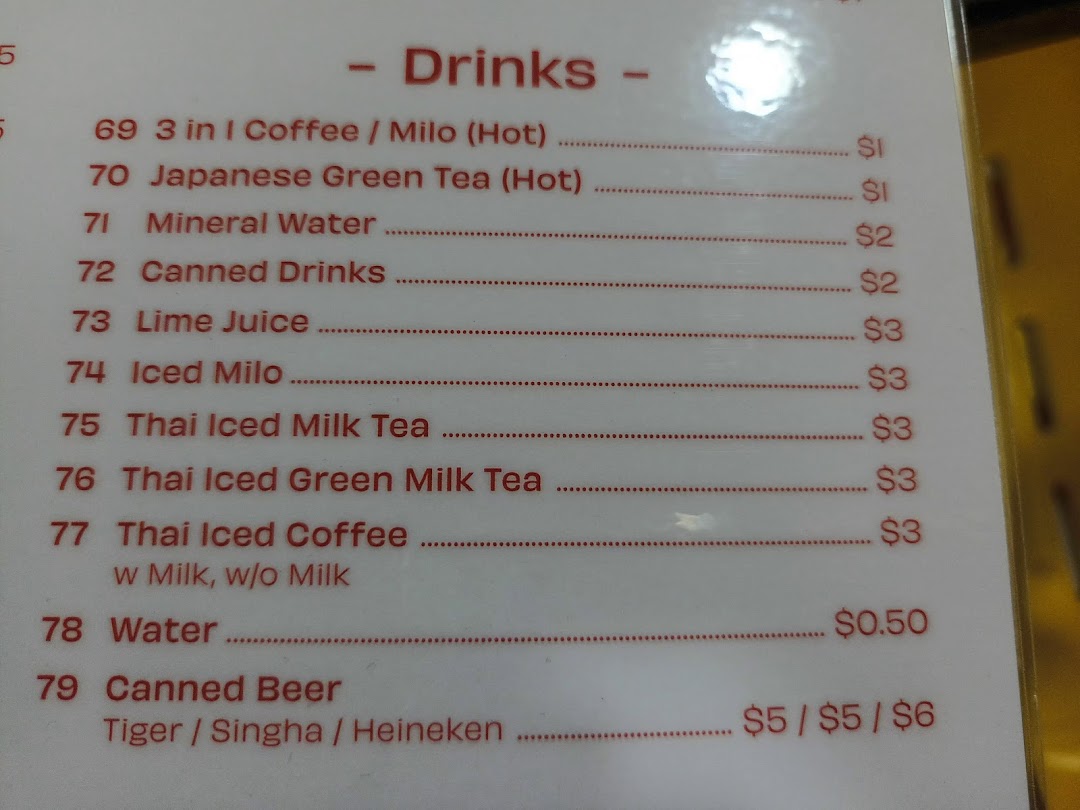 - Drinks -
69 3 in 1 Coffee / Milo (Hot) $1
70 Japanese Green Tea (Hot) $1
71 Mineral Water $2
72 Canned Drinks $2
73 Lime Juice $3
74 Iced Milo $3
75 Thai Iced Milk Tea $3
76 Thai Iced Green Milk Tea $3
77 Thai Iced Coffee $3
w Milk, w/o Milk
78 Water $0.50
79 Canned Beer
Tiger / Singha / Heineken $5 / $5 / $6